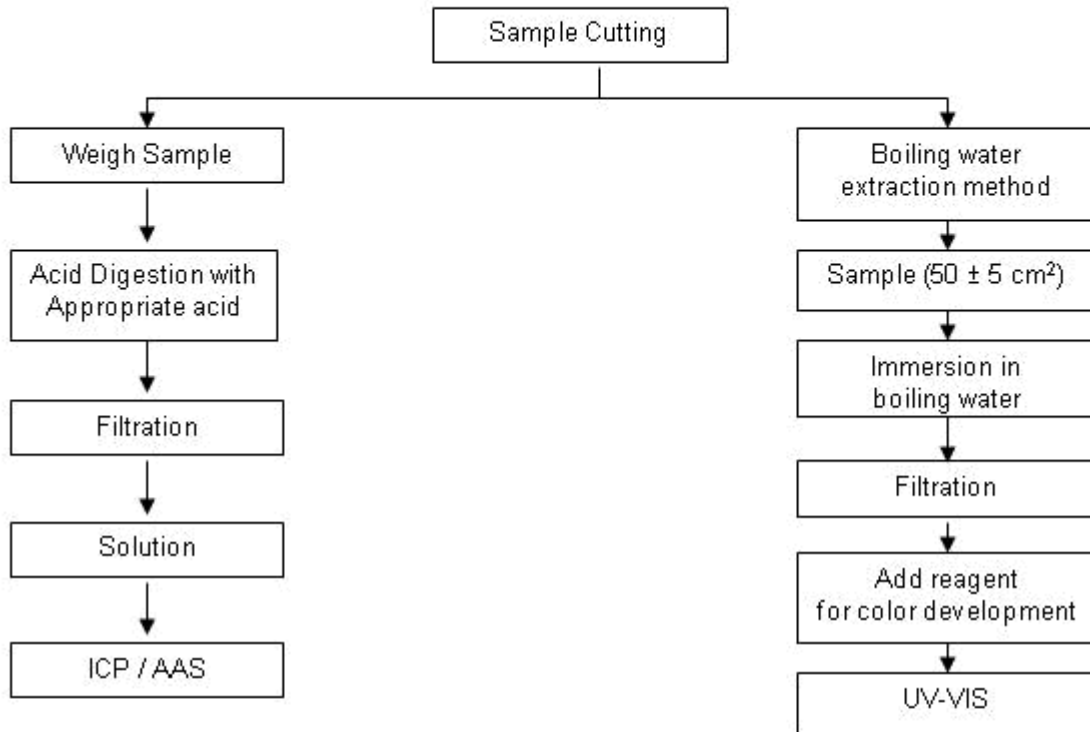 Sample Cutting
Weigh Sample
Acid Digestion with
Appropriate acid
Filtration
Solution
ICP / AAS
Boiling water
extraction method
Sample (50 ± 5 cm²)
Immersion in
boiling water
Filtration
Add reagent
for color development
UV-VIS